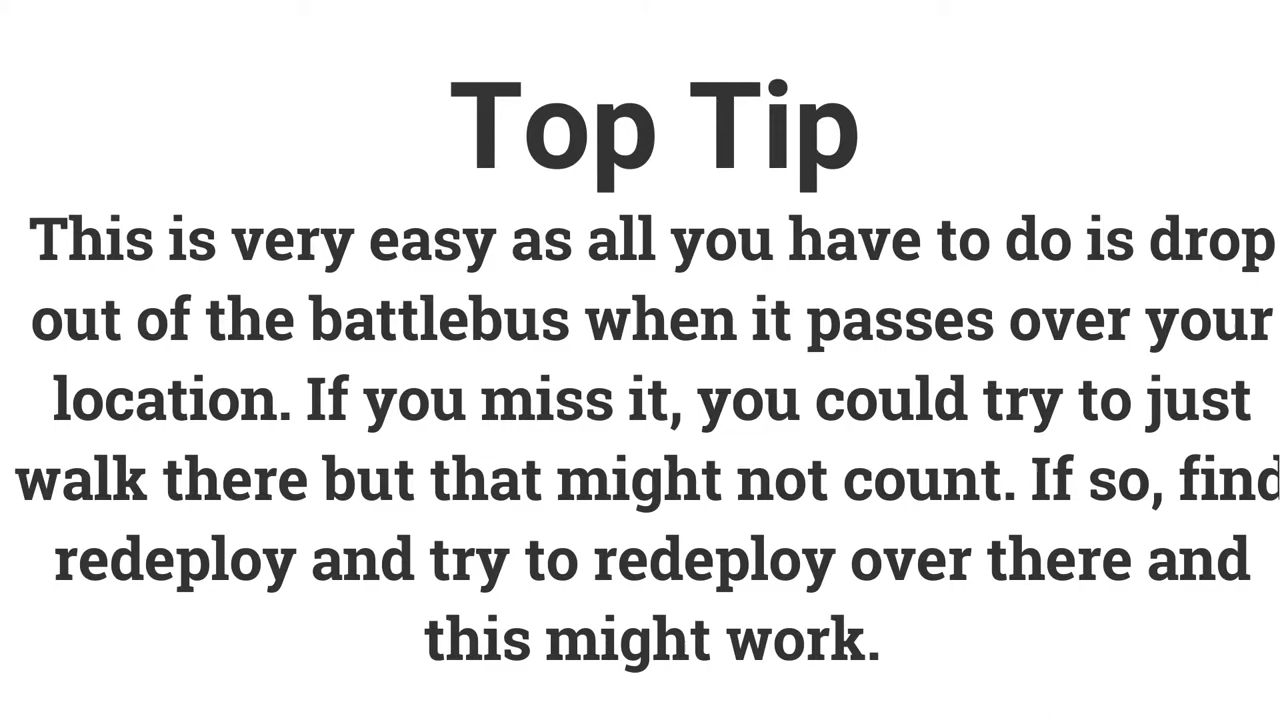 Top Tip
This is very easy as all you have to do is drop
out of the battlebus when it passes over your
location. If you miss it, you could try to just
walk there but that might not count. If so, find
redeploy and try to redeploy over there and
this might work.